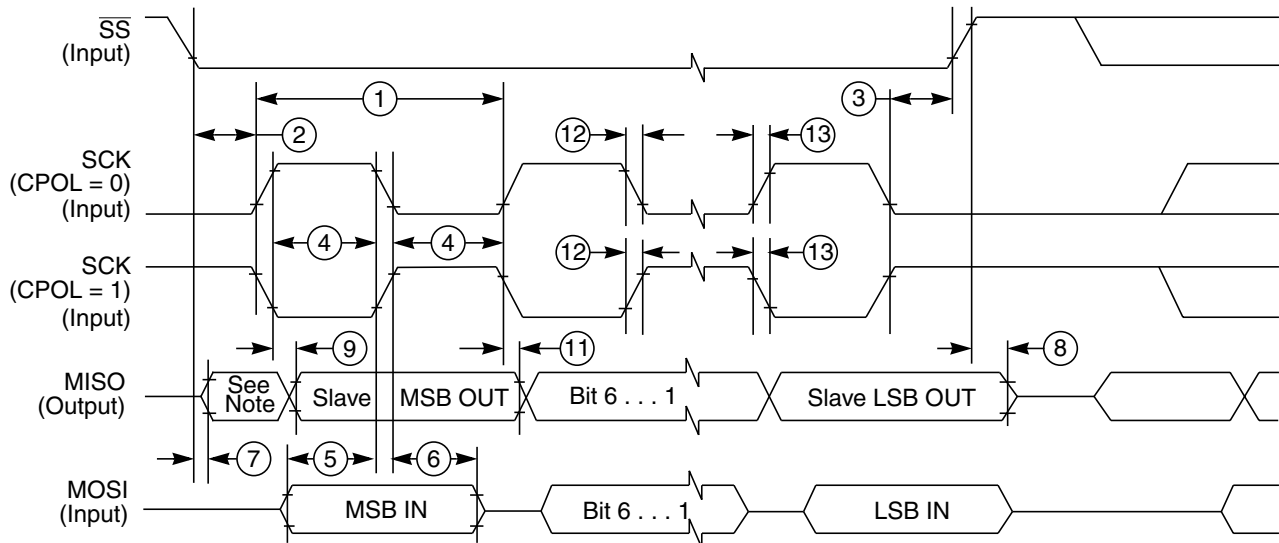 SS
(Input)
1
3
2
12
13
SCK
(CPOL = 0)
(Input)
4
4
12
13
SCK
(CPOL = 1)
(Input)
9
11
8
MISO
(Output)
See
Note
Slave
MSB OUT
Bit 6 . . . 1
Slave LSB OUT
7
5
6
MOSI
(Input)
MSB IN
Bit 6 . . . 1
LSB IN